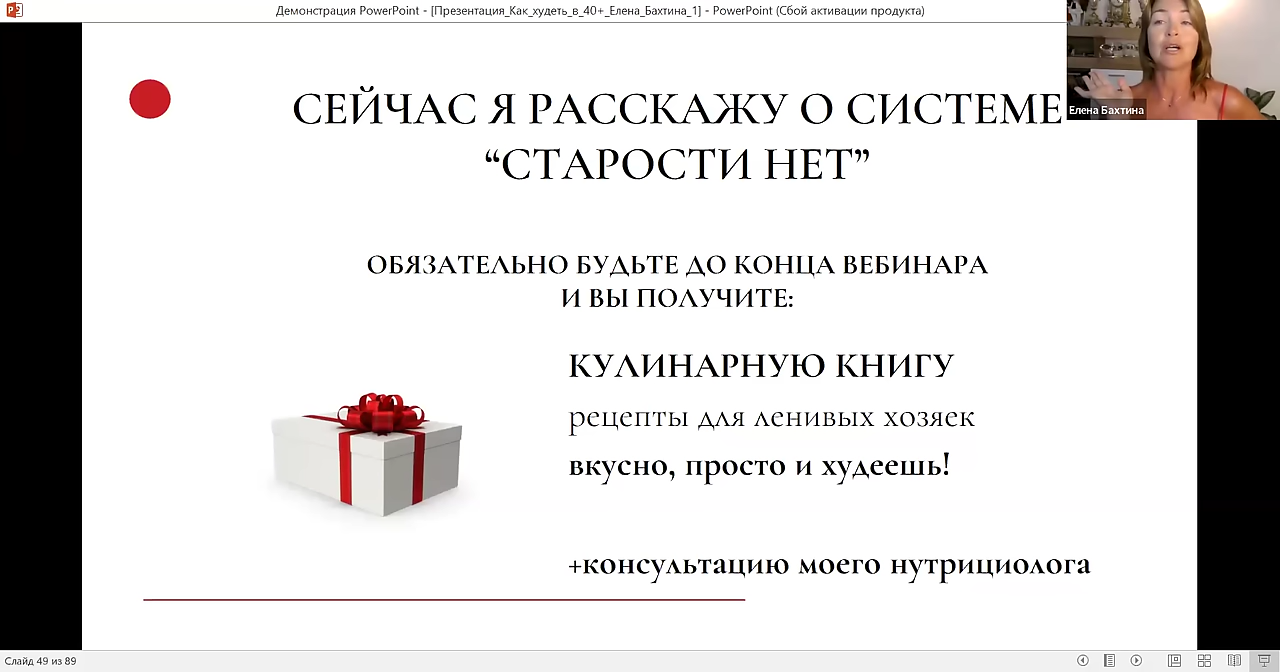 Демонстрация PowerPoint - [Презентация_Как_худеть_в_40+_Елена_Бахтина_1] - PowerPoint (Сбой активации продукта)
Елена Бахтина
СЕЙЧАС Я РАССКАЖУ О СИСТЕМЕ
“СТАРОСТИ НЕТ”
ОБЯЗАТЕЛЬНО БУДЬТЕ ДО КОНЦА ВЕБИНАРА
И ВЫ ПОЛУЧИТЕ:
КУЛИНАРНУЮ КНИГУ
рецепты для ленивых хозяек
вкусно, просто и худеешь!
+консультацию моего нутрициолога
Слайд 49 из 89